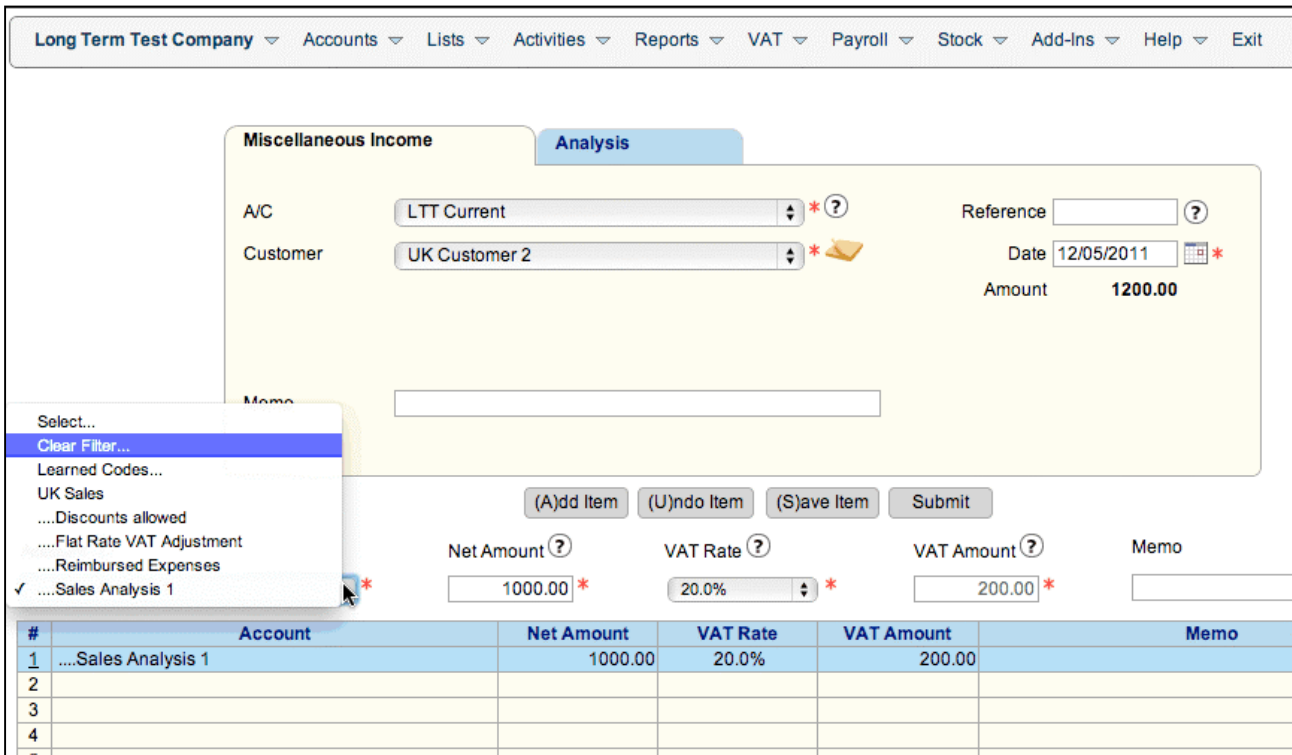 Long Term Test Company Accounts Lists Activities Reports VAT Payroll Stock Add-Ins Help Exit
Miscellaneous Income Analysis
A/C LTT Current * ? Reference ?
Customer UK Customer 2 * Date 12/05/2011 *
Amount 1200.00
Memo
Select...
Clear Filter...
Learned Codes...
UK Sales
....Discounts allowed
....Flat Rate VAT Adjustment
....Reimbursed Expenses
✓ ....Sales Analysis 1
(A)dd Item (U)ndo Item (S)ave Item Submit
Net Amount ? VAT Rate ? VAT Amount ? Memo
* 1000.00 * 20.0% * 200.00 *
# Account Net Amount VAT Rate VAT Amount Memo
1 ....Sales Analysis 1 1000.00 20.0% 200.00
2
3
4